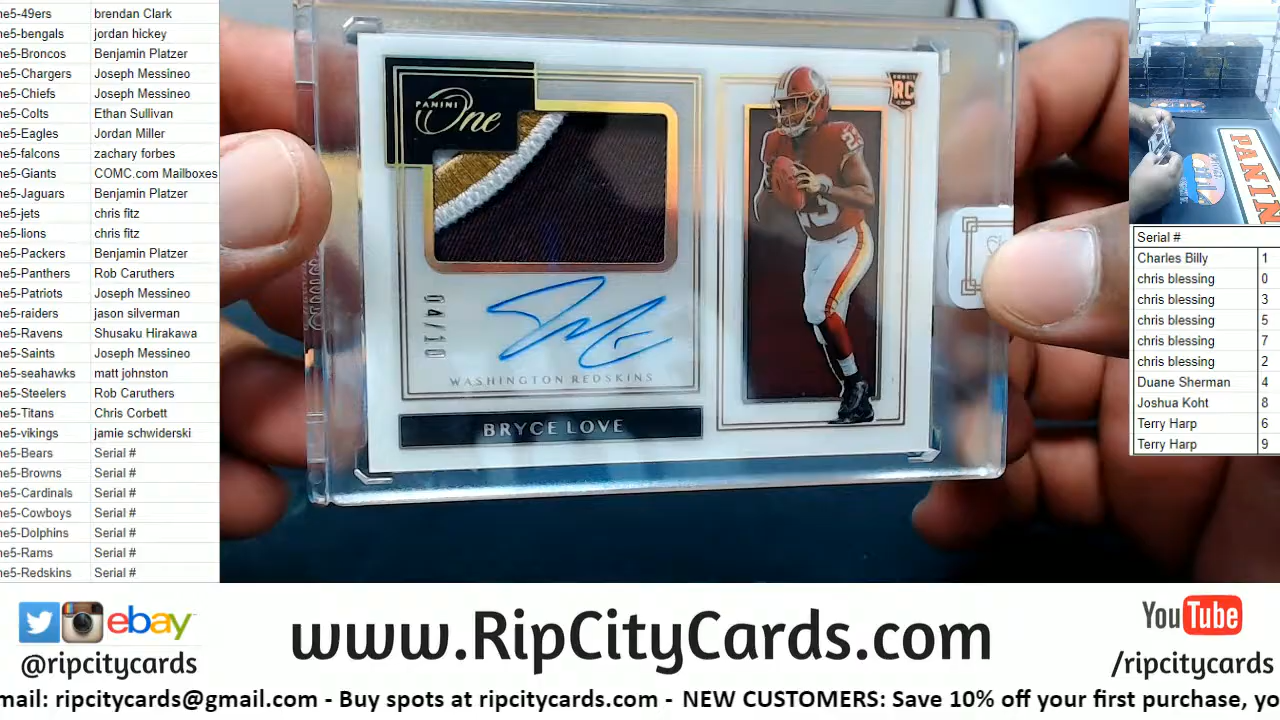 ne5-49ers brendan Clark
ne5-bengals jordan hickey
ne5-Broncos Benjamin Platzer
ne5-Chargers Joseph Messineo
ne5-Chiefs Joseph Messineo
ne5-Colts Ethan Sullivan
ne5-Eagles Jordan Miller
ne5-falcons zachary forbes
ne5-Giants COMC.com Mailboxes
ne5-Jaguars Benjamin Platzer
ne5-jets chris fitz
ne5-lions chris fitz
ne5-Packers Benjamin Platzer
ne5-Panthers Rob Caruthers
ne5-Patriots Joseph Messineo
ne5-raiders jason silverman
ne5-Ravens Shusaku Hirakawa
ne5-Saints Joseph Messineo
ne5-seahawks matt johnston
ne5-Steelers Rob Caruthers
ne5-Titans Chris Corbett
ne5-vikings jamie schwiderski
ne5-Bears Serial #
ne5-Browns Serial #
ne5-Cardinals Serial #
ne5-Cowboys Serial #
ne5-Dolphins Serial #
ne5-Rams Serial #
ne5-Redskins Serial #
PANINI
One
04/10
WASHINGTON REDSKINS
BRYCE LOVE
ROOKIE
RC
CARD
23
PANIN
Serial #
Charles Billy 1
chris blessing 0
chris blessing 3
chris blessing 5
chris blessing 7
chris blessing 2
Duane Sherman 4
Joshua Koht 8
Terry Harp 6
Terry Harp 9
ebay
@ripcitycards
www.RipCityCards.com
YouTube
/ripcitycards
mail: ripcitycards@gmail.com - Buy spots at ripcitycards.com - NEW CUSTOMERS: Save 10% off your first purchase, yo